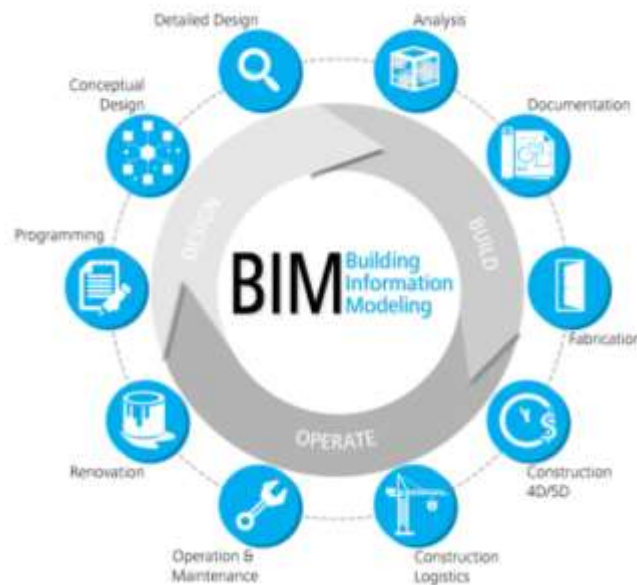 Detailed Design
Analysis
Conceptual
Design
Documentation
Programming
DESIGN
BUILD
BIM
Building
Information
Modeling
Fabrication
Renovation
OPERATE
Construction
4D/5D
Operation &
Maintenance
Construction
Logistics